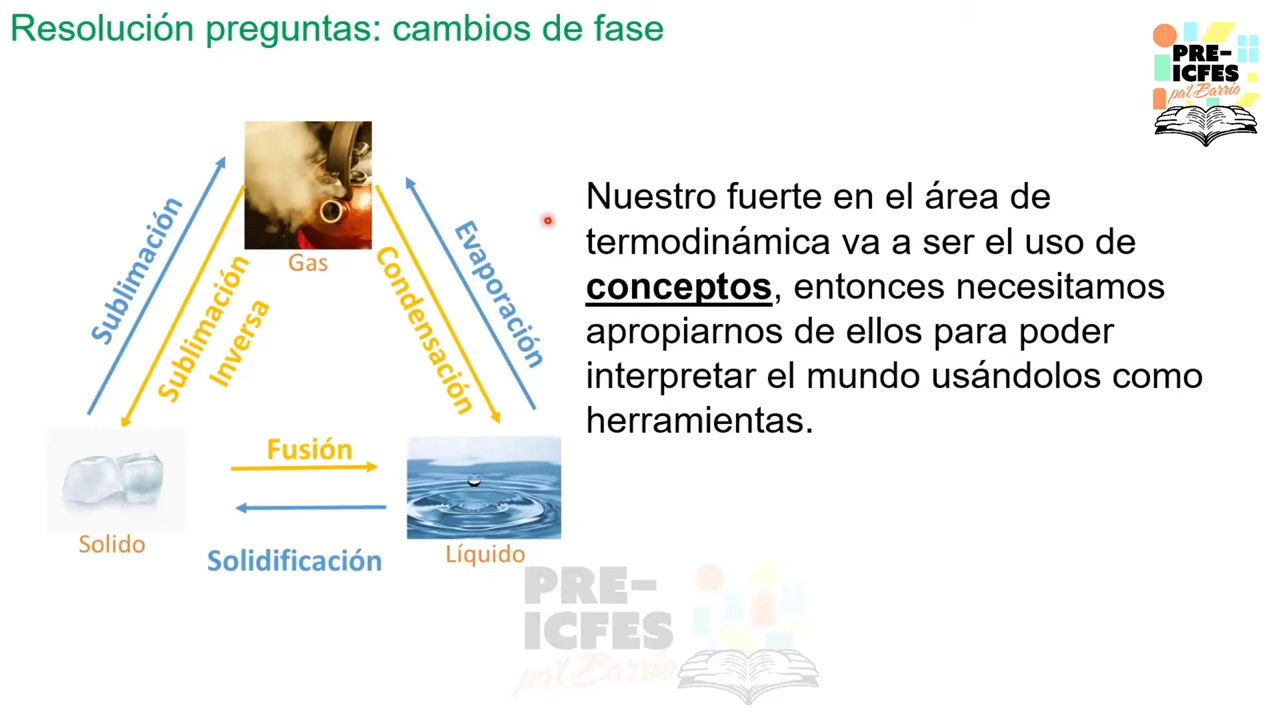 Resolución preguntas: cambios de fase
PRE-
ICFES
pa'l Barrio
Gas
Sublimación
Sublimación
Inversa
Condensación
Evaporación
Fusión
Solidificación
Solido
Líquido
Nuestro fuerte en el área de
termodinámica va a ser el uso de
conceptos, entonces necesitamos
apropiarnos de ellos para poder
interpretar el mundo usándolos como
herramientas.
PRE-
ICFES
pa'l Barrio